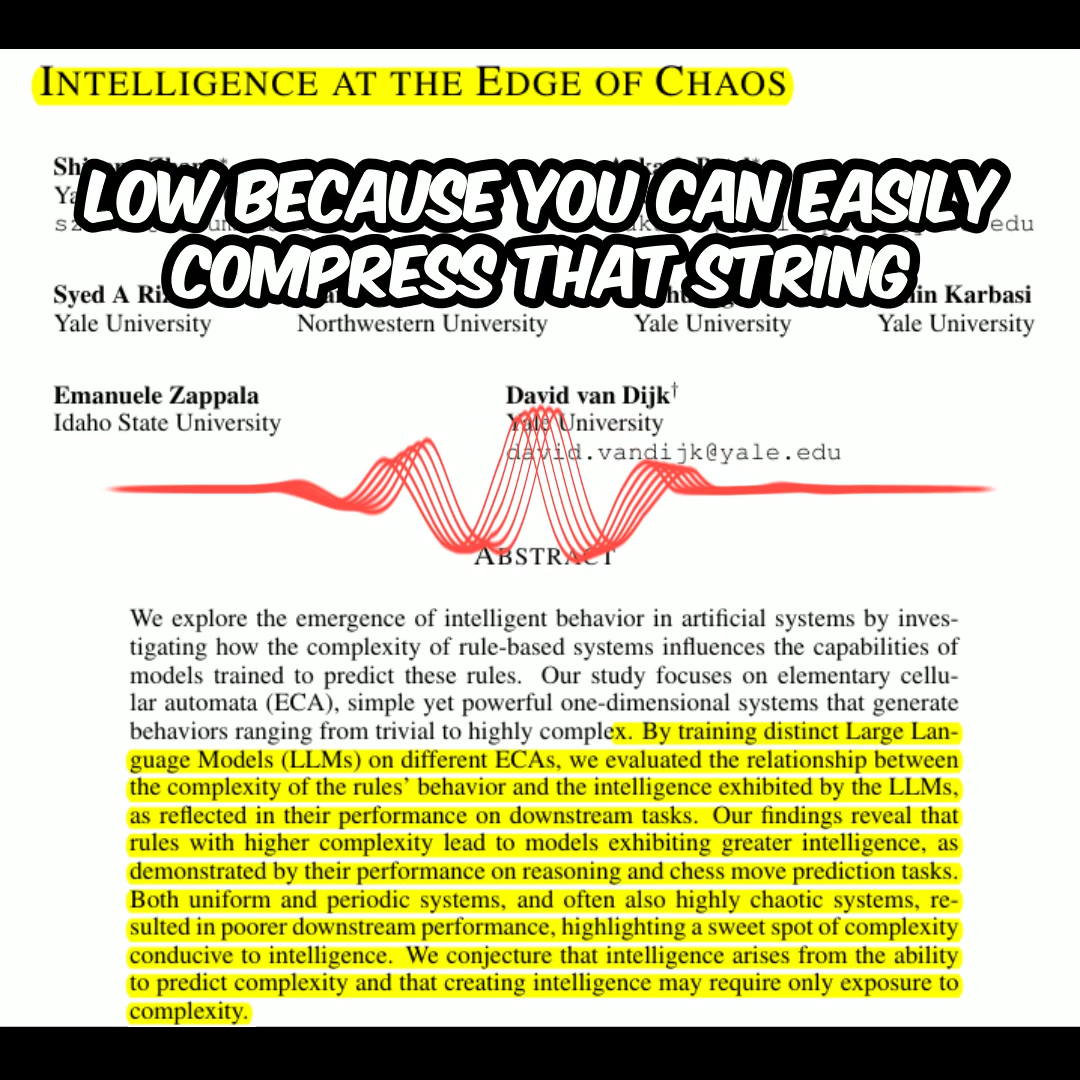 INTELLIGENCE AT THE EDGE OF CHAOS
LOW BECAUSE YOU CAN EASILY
COMPRESS THAT STRING
edu
Syed A
Karbasi
Yale University Northwestern University Yale University Yale University
Emanuele Zappala David van Dijk†
Idaho State University Yale University
david.vandijk@yale.edu
ABSTRACT
We explore the emergence of intelligent behavior in artificial systems by inves-
tigating how the complexity of rule-based systems influences the capabilities of
models trained to predict these rules. Our study focuses on elementary cellu-
lar automata (ECA), simple yet powerful one-dimensional systems that generate
behaviors ranging from trivial to highly complex. By training distinct Large Lan-
guage Models (LLMs) on different ECAs, we evaluated the relationship between
the complexity of the rules' behavior and the intelligence exhibited by the LLMs,
as reflected in their performance on downstream tasks. Our findings reveal that
rules with higher complexity lead to models exhibiting greater intelligence, as
demonstrated by their performance on reasoning and chess move prediction tasks.
Both uniform and periodic systems, and often also highly chaotic systems, re-
sulted in poorer downstream performance, highlighting a sweet spot of complexity
conducive to intelligence. We conjecture that intelligence arises from the ability
to predict complexity and that creating intelligence may require only exposure to
complexity.